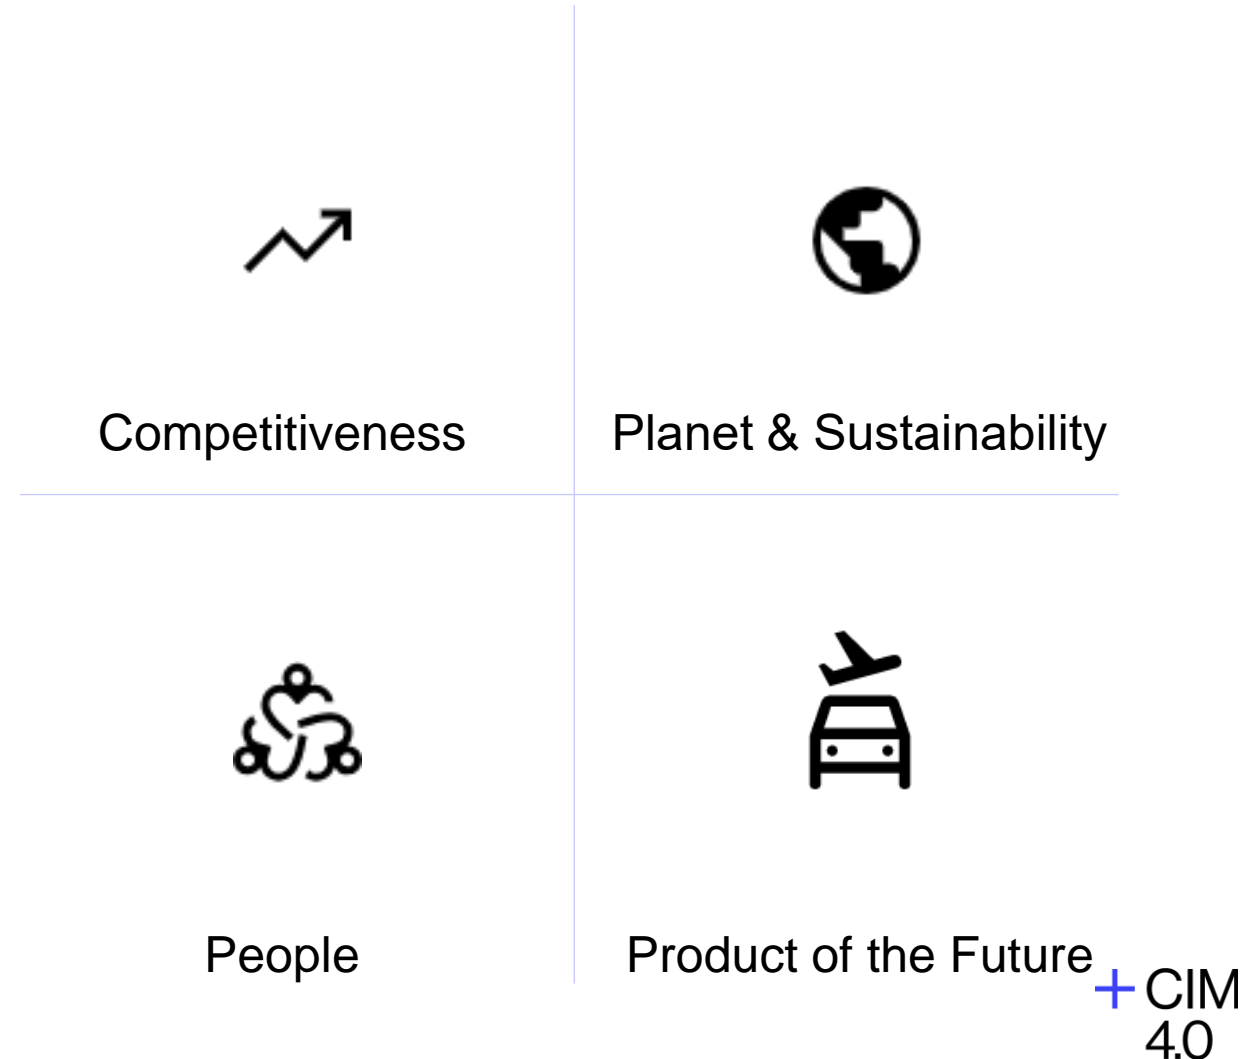 Competitiveness
Planet & Sustainability
People
Product of the Future
CIM
4.0